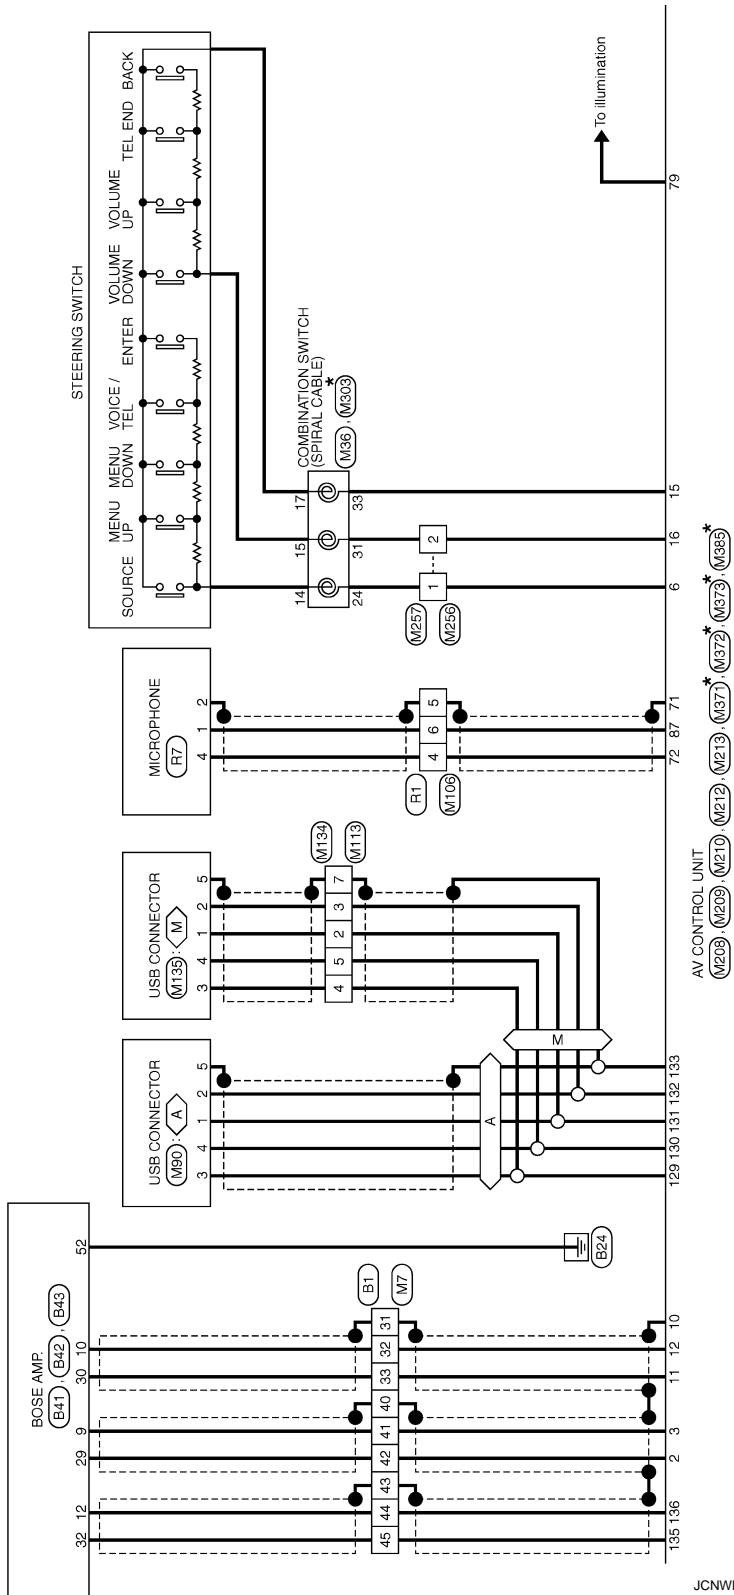 STEERING SWITCH
SOURCE
MENU UP
MENU DOWN
VOICE / TEL
ENTER
VOLUME DOWN
VOLUME UP
TEL END
BACK
COMBINATION SWITCH
(SPIRAL CABLE)
M36 , M303 *
14 15 17
24 31 33
M257
M256
1 2
6 16 15
To illumination
79
MICROPHONE
R7
4 1 2
R1
M106
4 6 5
72 87 71
USB CONNECTOR
M135 : M
3 4 1 2 5
M134
M113
4 5 2 3 7
M
USB CONNECTOR
M90 : A
3 4 1 2 5
A
129 130 131 132 133
BOSE AMP.
B41 , B42 , B43
32 12 29 9 30 10 52
B24
B1
M7
45 44 43 42 41 40 33 32 31
135 136 2 3 11 12 10
AV CONTROL UNIT
M208 , M209 , M210 , M212 , M213 , M371 * , M372 * , M373 * , M385 *